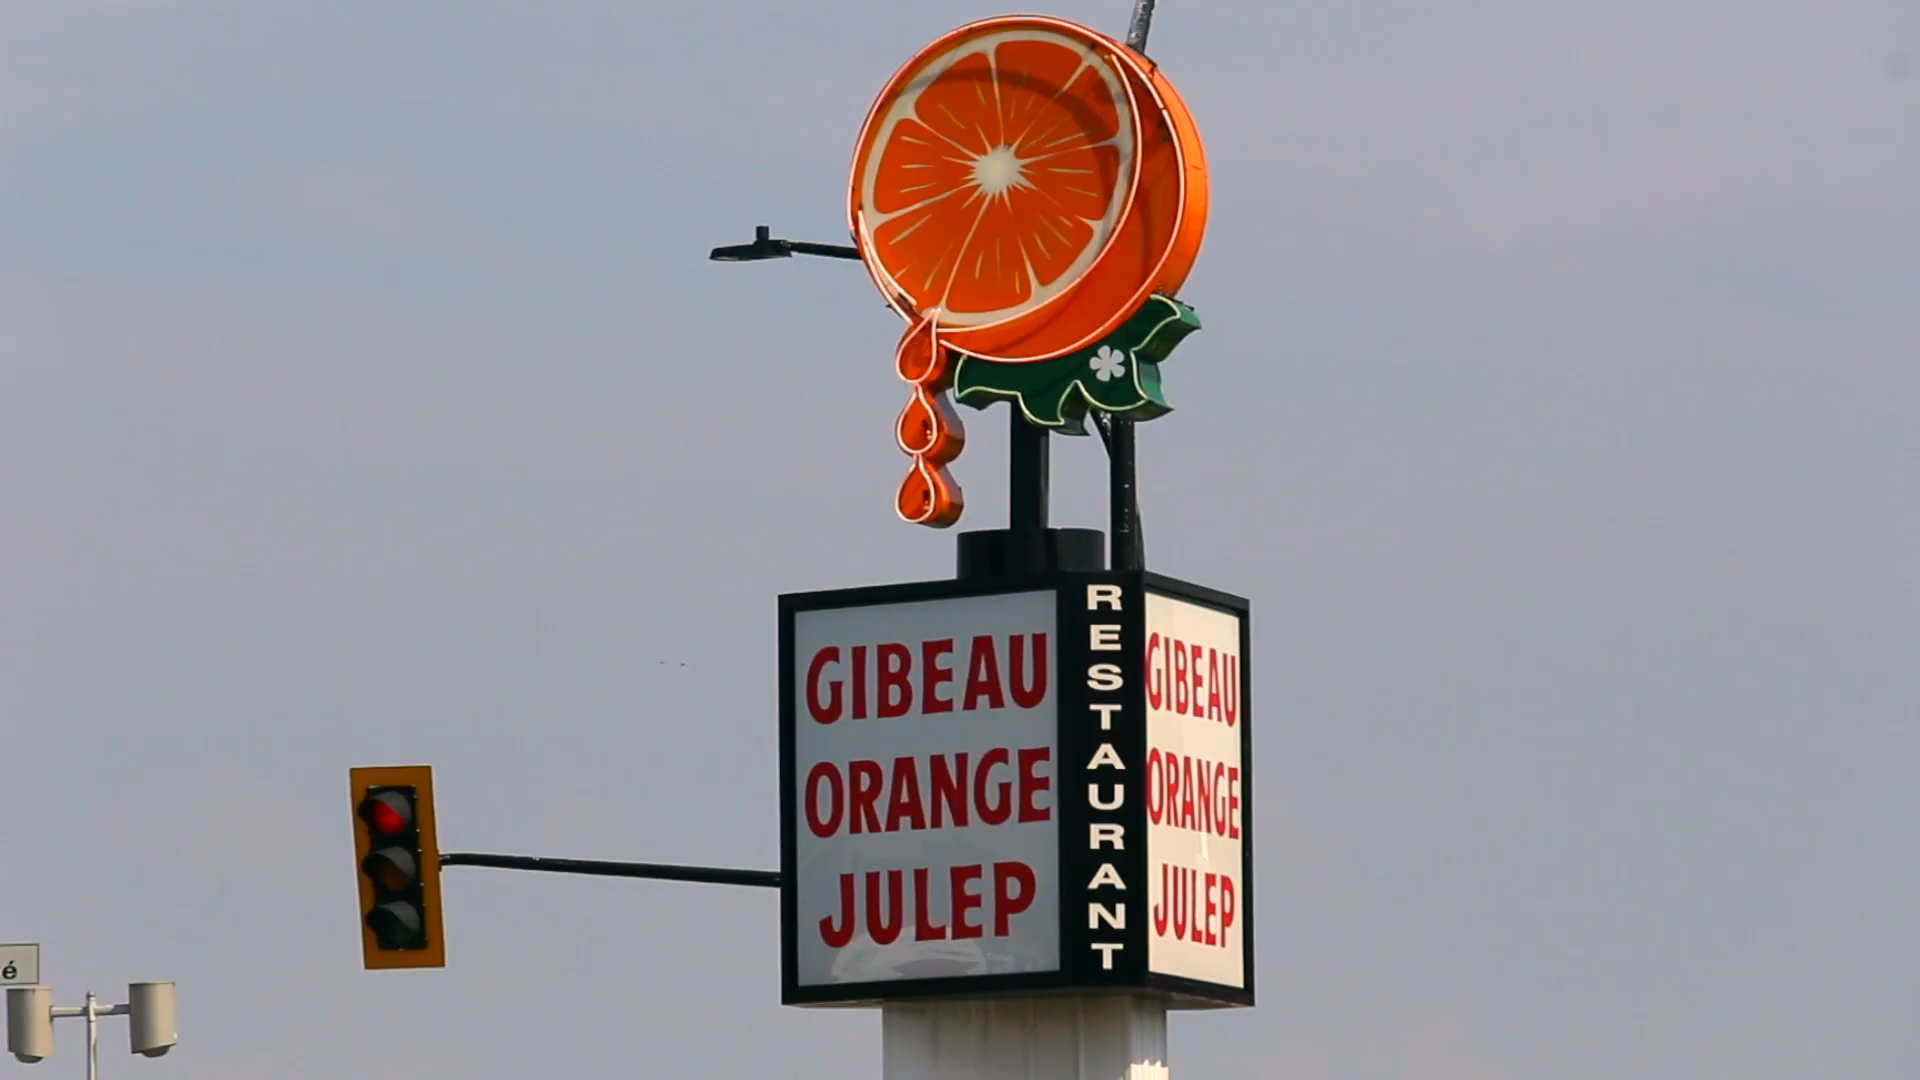 GIBEAU
ORANGE
JULEP
RESTAURANT
GIBEAU
ORANGE
JULEP
é